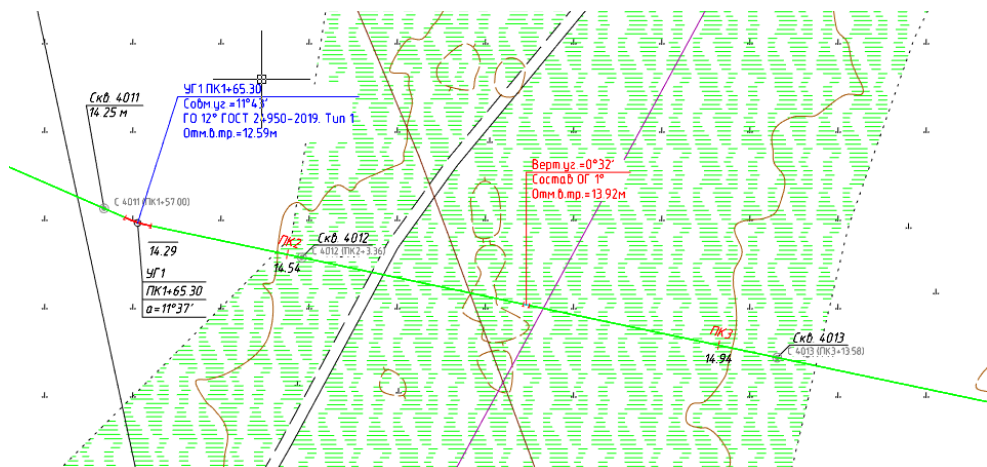 УГ1 ПК1+65.30
Совм уг =11°43'
ГО 12° ГОСТ 24950-2019. Тип 1
Отм.в.тр.=12.59м
Скв 4011
14 25 м
С 4011 (ПК1+57 00)
14.29
УГ1
ПК1+65 30
α=11°37'
ПК2
14.54
Скв. 4012
С 4012 (ПК2+3.36)
Верт уг =0°32'
Состав ОГ 1°
Отм.в.тр.=13 92м
ПК3
14.94
Скв. 4013
С 4013 (ПК3+13 58)